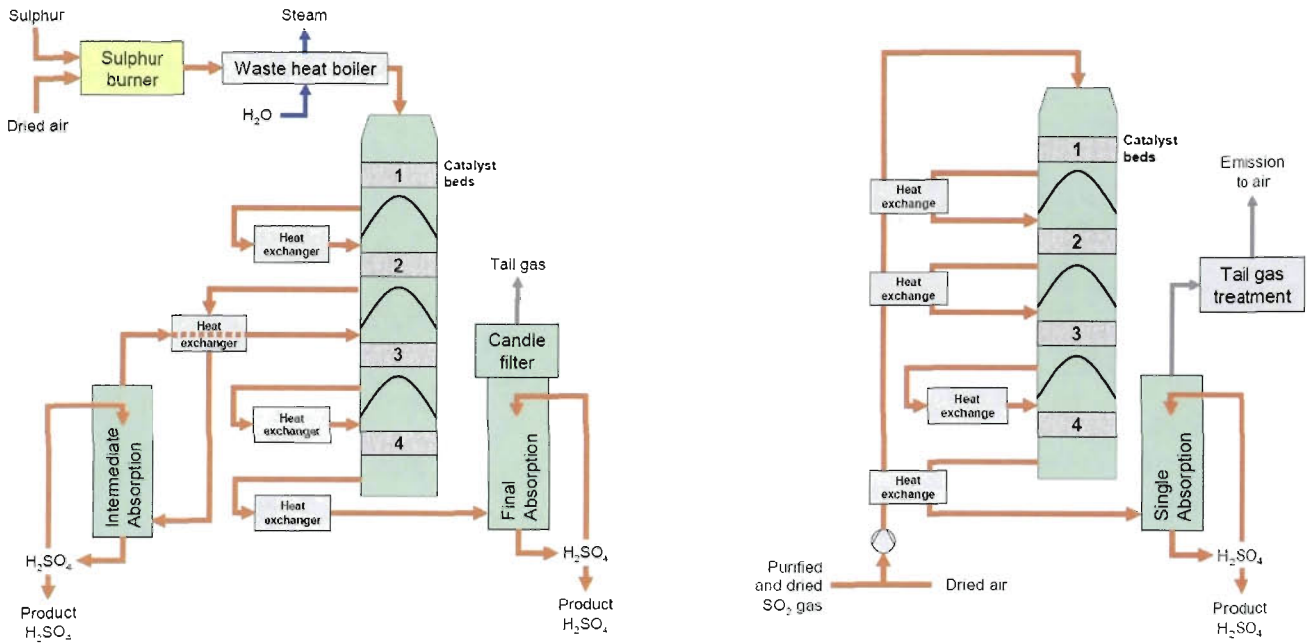 Sulphur
Dried air
Sulphur
burner
Steam
Waste heat boiler
H₂O
1
Catalyst
beds
Heat
exchanger
2
Heat
exchanger
3
Heat
exchanger
4
Heat
exchanger
Intermediate
Absorption
H₂SO₄
Product
H₂SO₄
Tail gas
Candle
filter
Final
Absorption
H₂SO₄
Product
H₂SO₄
1
Catalyst
beds
Heat
exchange
2
Heat
exchange
3
Heat
exchange
4
Heat
exchange
Purified
and dried
SO₂ gas
Dried air
Emission
to air
Tail gas
treatment
Single
Absorption
H₂SO₄
Product
H₂SO₄